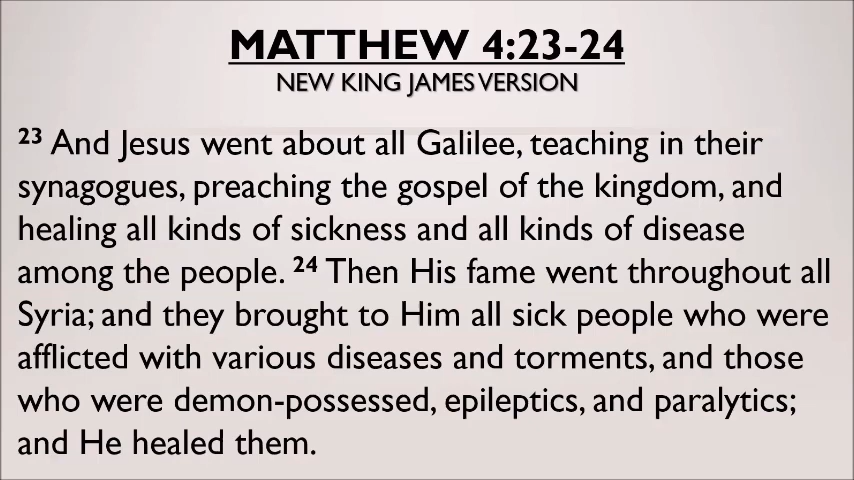 MATTHEW 4:23-24
NEW KING JAMES VERSION
23 And Jesus went about all Galilee, teaching in their
synagogues, preaching the gospel of the kingdom, and
healing all kinds of sickness and all kinds of disease
among the people. 24 Then His fame went throughout all
Syria; and they brought to Him all sick people who were
afflicted with various diseases and torments, and those
who were demon-possessed, epileptics, and paralytics;
and He healed them.